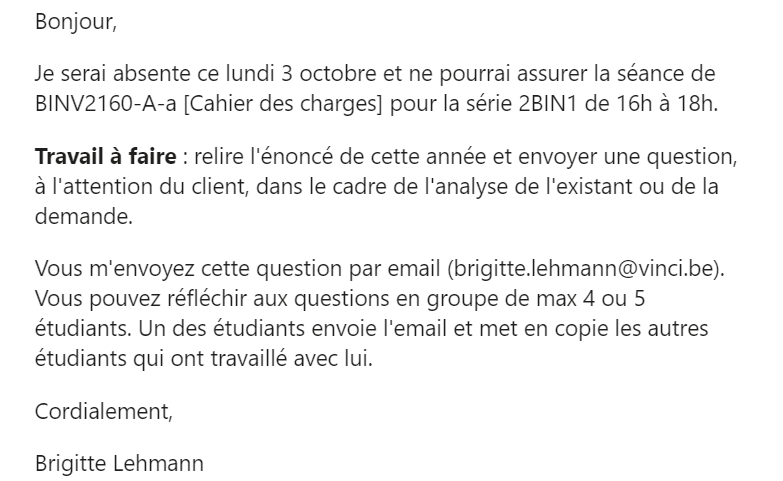 Bonjour,
Je serai absente ce lundi 3 octobre et ne pourrai assurer la séance de
BINV2160-A-a [Cahier des charges] pour la série 2BIN1 de 16h à 18h.
Travail à faire : relire l'énoncé de cette année et envoyer une question,
à l'attention du client, dans le cadre de l'analyse de l'existant ou de la
demande.
Vous m'envoyez cette question par email (brigitte.lehmann@vinci.be).
Vous pouvez réfléchir aux questions en groupe de max 4 ou 5
étudiants. Un des étudiants envoie l'email et met en copie les autres
étudiants qui ont travaillé avec lui.
Cordialement,
Brigitte Lehmann